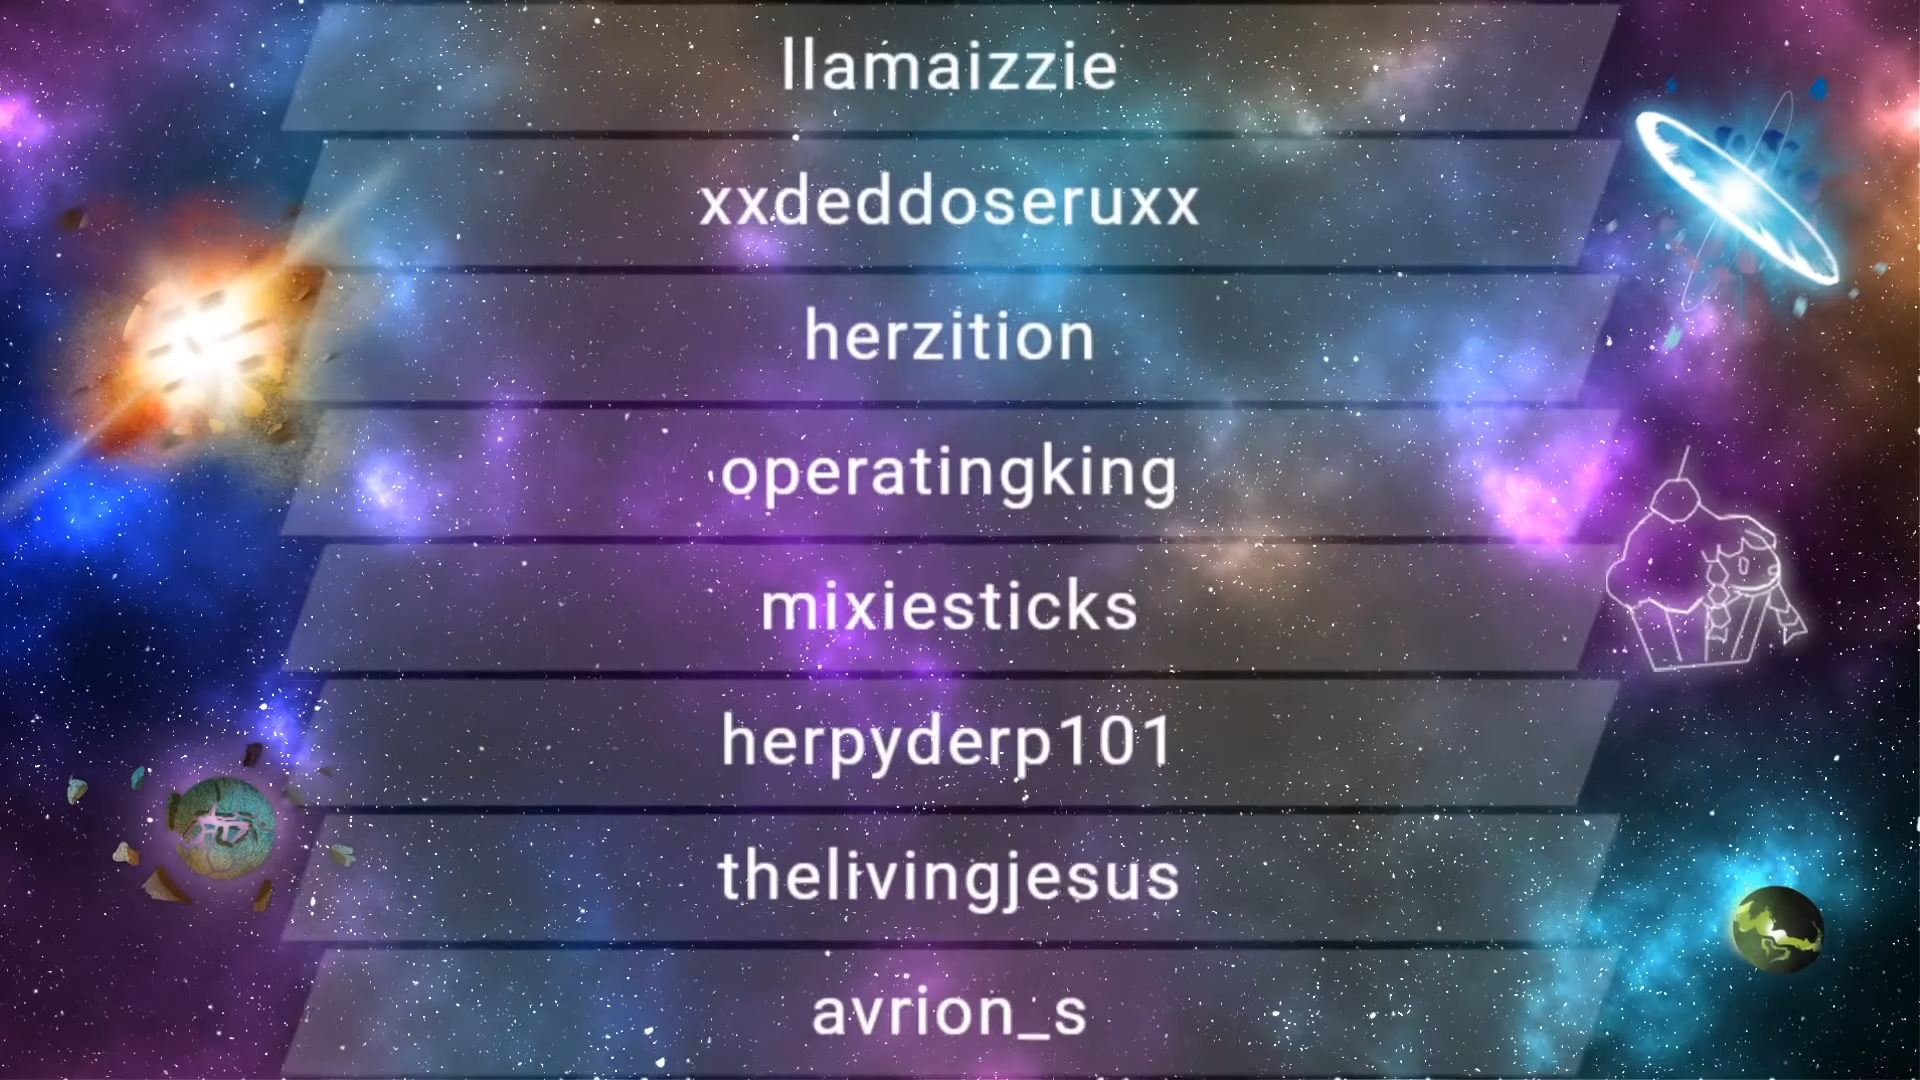 llamaizzie
xxdeddoseruxx
herzition
operatingking
mixiesticks
herpyderp101
thelivingjesus
avrion_s